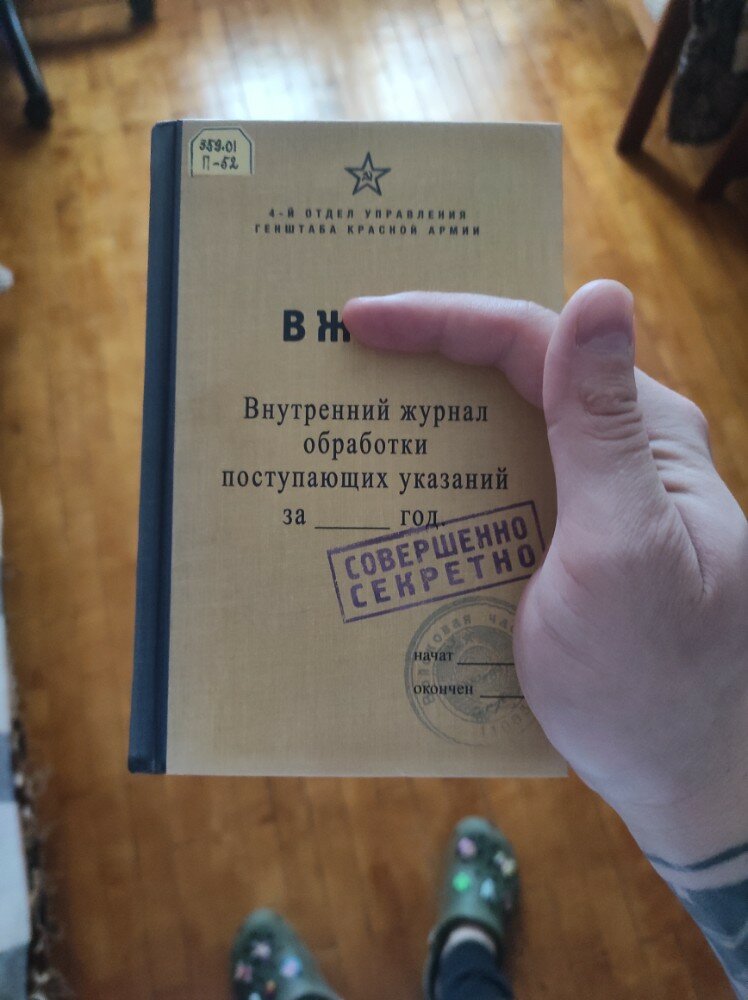 359.01
П-52
4-Й ОТДЕЛ УПРАВЛЕНИЯ
ГЕНШТАБА КРАСНОЙ АРМИИ
В Ж
Внутренний журнал
обработки
поступающих указаний
за ______ год.
СОВЕРШЕННО
СЕКРЕТНО
начат
окончен